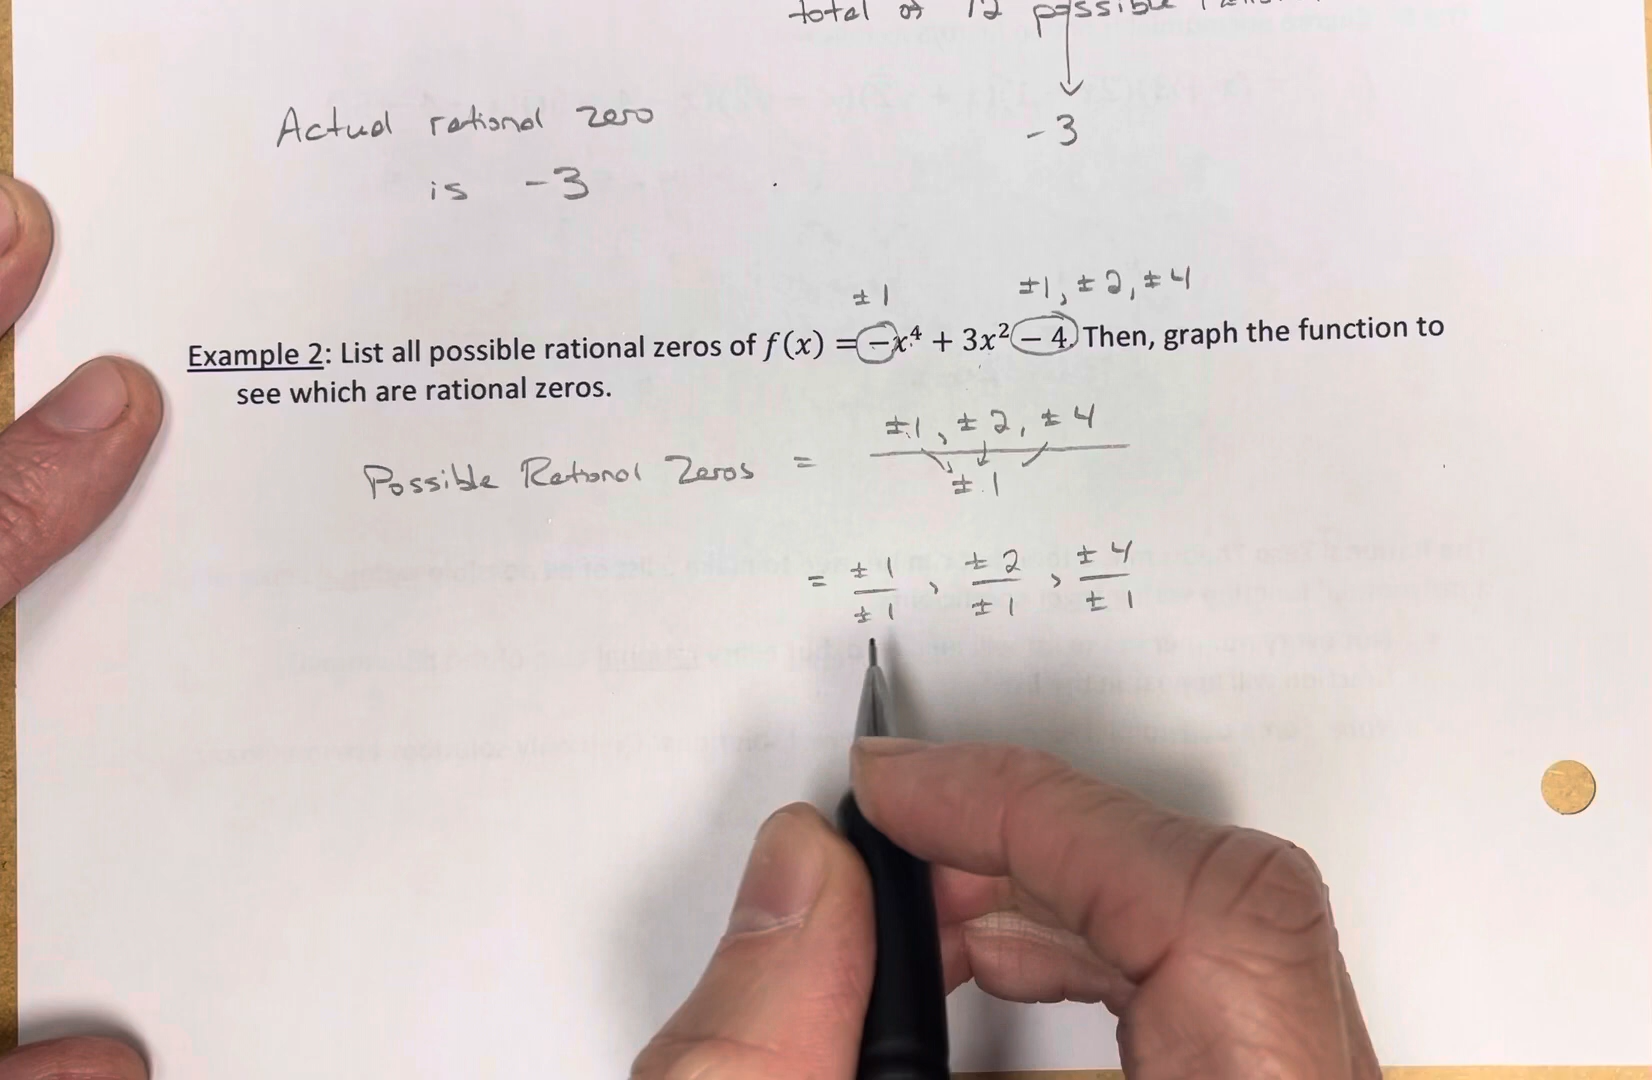 total of 12 possible
Actual rational zero
is -3
-3
± 1
±1, ± 2, ± 4
Example 2: List all possible rational zeros of f(x) = −x⁴ + 3x² − 4. Then, graph the function to
see which are rational zeros.
Possible Rational Zeros = ±1, ± 2, ± 4
± 1
= ± 1 / ± 1 , ± 2 / ± 1 , ± 4 / ± 1